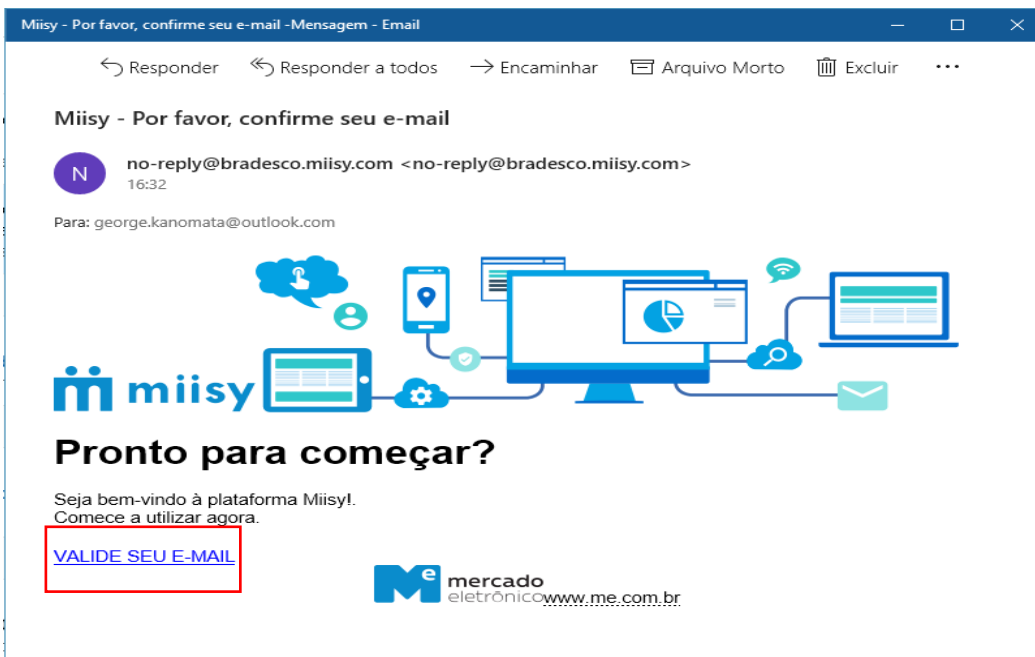 Miisy - Por favor, confirme seu e-mail -Mensagem - Email
Responder Responder a todos Encaminhar Arquivo Morto Excluir ...
Miisy - Por favor, confirme seu e-mail
N
no-reply@bradesco.miisy.com <no-reply@bradesco.miisy.com>
16:32
Para: george.kanomata@outlook.com
miisy
Pronto para começar?
Seja bem-vindo à plataforma Miisy!.
Comece a utilizar agora.
VALIDE SEU E-MAIL
Me mercado
eletrônico www.me.com.br